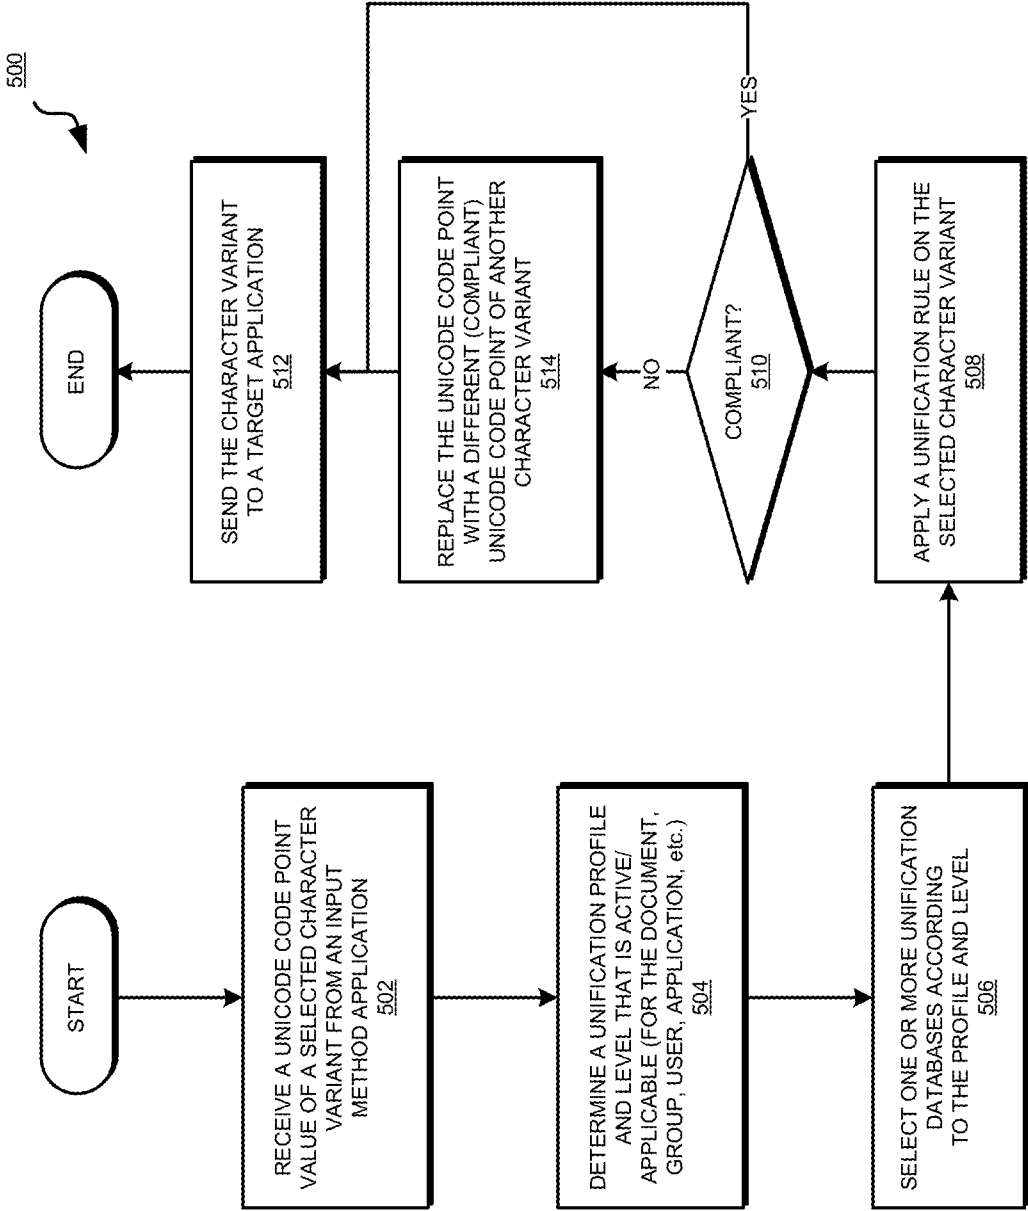 500
START
RECEIVE A UNICODE CODE POINT
VALUE OF A SELECTED CHARACTER
VARIANT FROM AN INPUT
METHOD APPLICATION
502
DETERMINE A UNIFICATION PROFILE
AND LEVEL THAT IS ACTIVE/
APPLICABLE (FOR THE DOCUMENT,
GROUP, USER, APPLICATION, etc.)
504
SELECT ONE OR MORE UNIFICATION
DATABASES ACCORDING
TO THE PROFILE AND LEVEL
506
APPLY A UNIFICATION RULE ON THE
SELECTED CHARACTER VARIANT
508
COMPLIANT?
510
YES
NO
REPLACE THE UNICODE CODE POINT
WITH A DIFFERENT (COMPLIANT)
UNICODE CODE POINT OF ANOTHER
CHARACTER VARIANT
514
SEND THE CHARACTER VARIANT
TO A TARGET APPLICATION
512
END